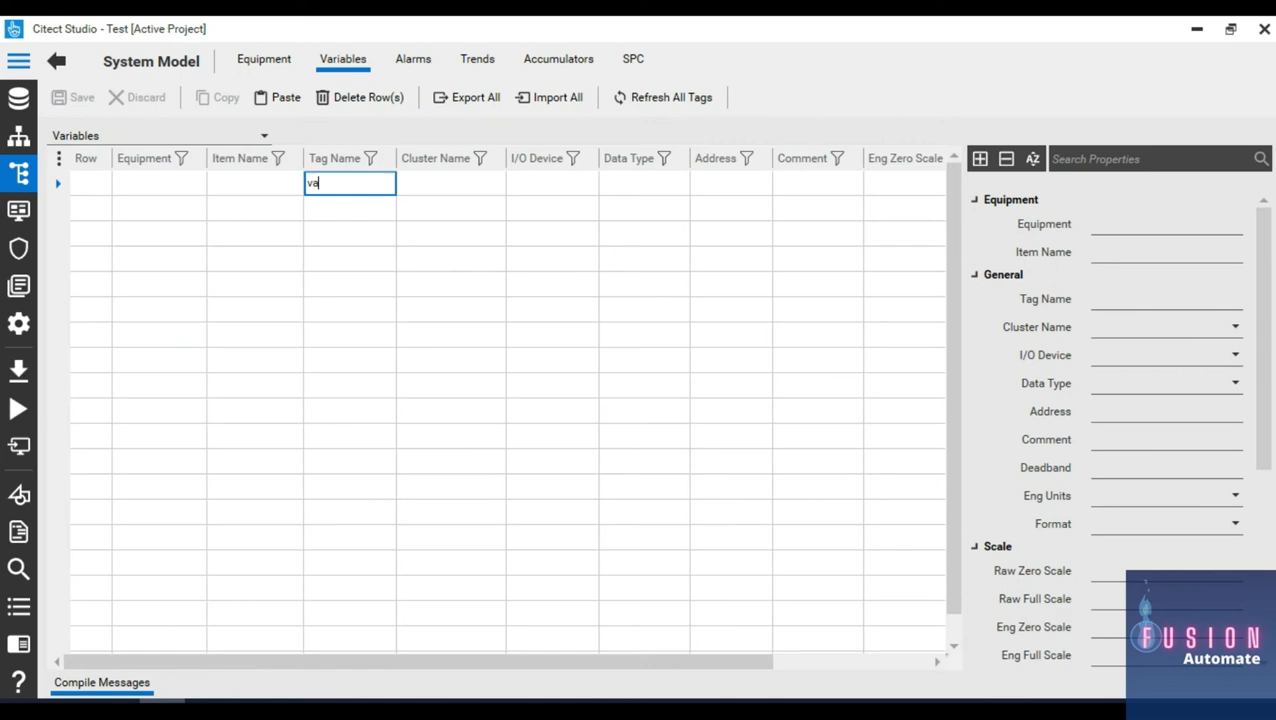 Citect Studio - Test [Active Project]
System Model
Equipment
Variables
Alarms
Trends
Accumulators
SPC
Save
Discard
Copy
Paste
Delete Row(s)
Export All
Import All
Refresh All Tags
Variables
Row
Equipment
Item Name
Tag Name
Cluster Name
I/O Device
Data Type
Address
Comment
Eng Zero Scale
va
Search Properties
Equipment
Equipment
Item Name
General
Tag Name
Cluster Name
I/O Device
Data Type
Address
Comment
Deadband
Eng Units
Format
Scale
Raw Zero Scale
Raw Full Scale
Eng Zero Scale
Eng Full Scale
Compile Messages
FUSION
Automate